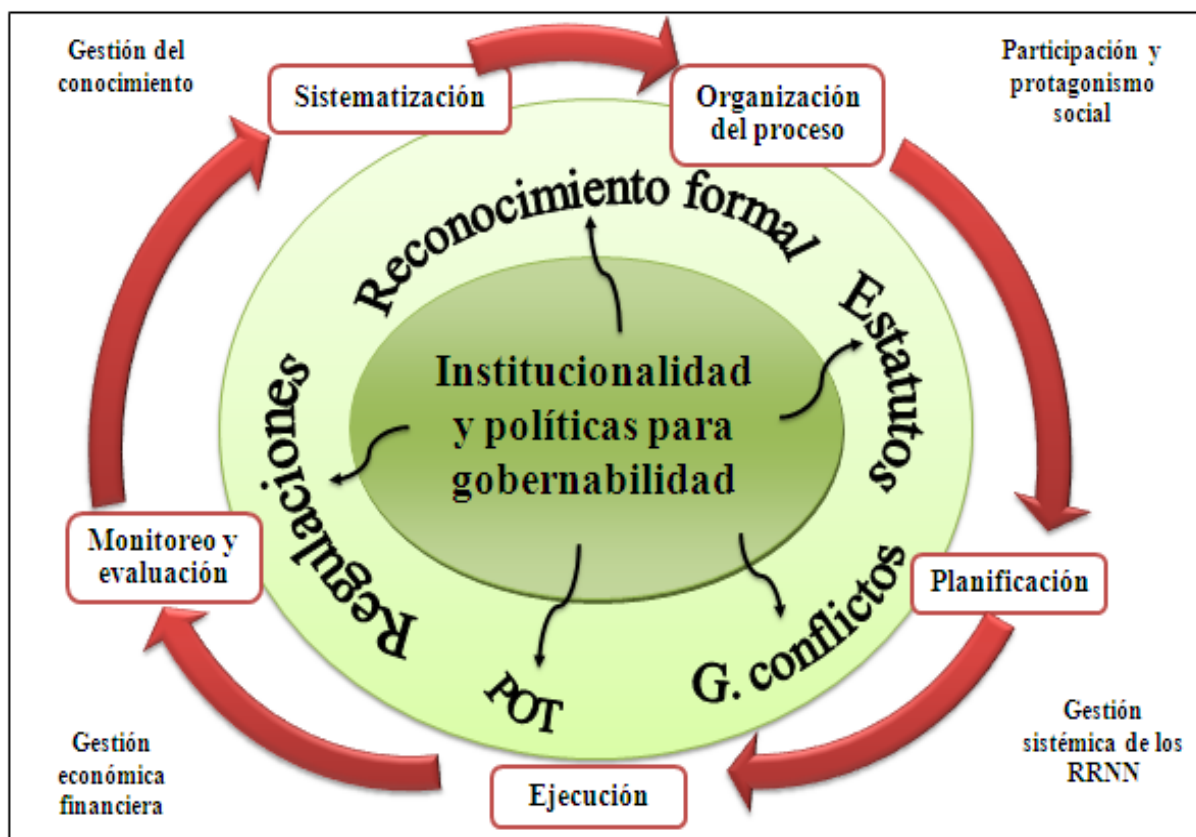 Gestión del
conocimiento
Sistematización
Organización
del proceso
Participación y
protagonismo
social
Reconocimiento formal
Estatutos
Institucionalidad
y políticas para
gobernabilidad
Regulaciones
Monitoreo y
evaluación
Planificación
G. conflictos
POT
Gestión
económica
financiera
Ejecución
Gestión
sistémica de los
RRNN